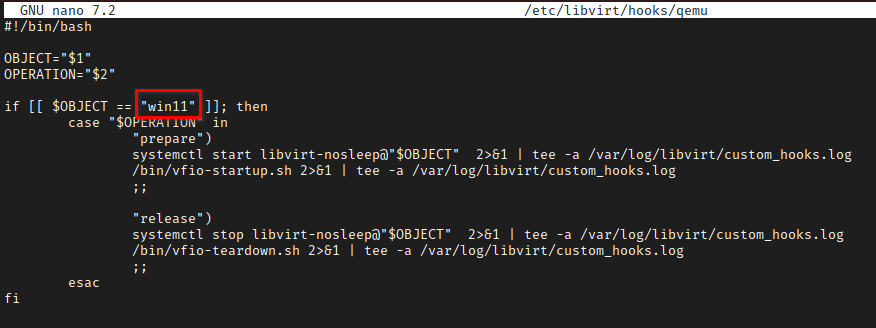 GNU nano 7.2 /etc/libvirt/hooks/qemu
#!/bin/bash
OBJECT="$1"
OPERATION="$2"
if [[ $OBJECT == "win11" ]]; then
case "$OPERATION" in
"prepare")
systemctl start libvirt-nosleep@"$OBJECT"  2>&1 | tee -a /var/log/libvirt/custom_hooks.log
/bin/vfio-startup.sh 2>&1 | tee -a /var/log/libvirt/custom_hooks.log
;;
"release")
systemctl stop libvirt-nosleep@"$OBJECT"  2>&1 | tee -a /var/log/libvirt/custom_hooks.log
/bin/vfio-teardown.sh 2>&1 | tee -a /var/log/libvirt/custom_hooks.log
;;
esac
fi